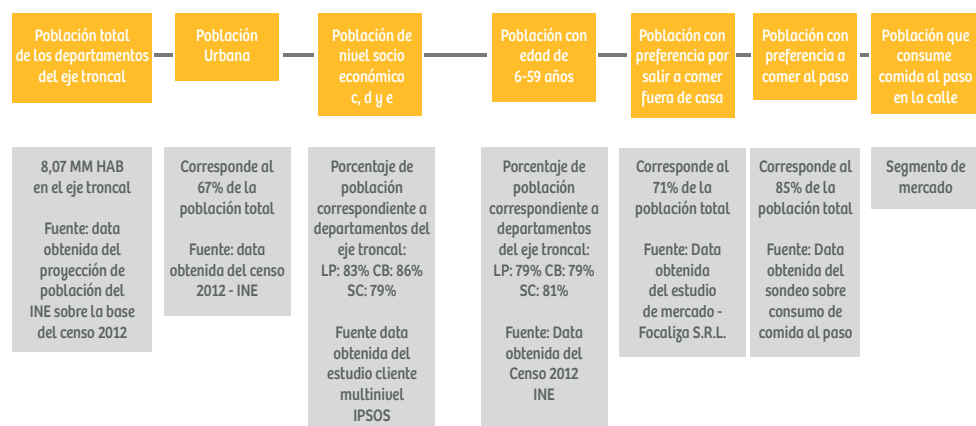 Población total
de los departamentos
del eje troncal
Población
Urbana
Población de
nivel socio
económico
c, d y e
Población con
edad de
6-59 años
Población con
preferencia por
salir a comer
fuera de casa
Población con
preferencia a
comer al paso
Población que
consume
comida al paso
en la calle
8,07 MM HAB
en el eje troncal
Fuente: data
obtenida del
proyección de
población del
INE sobre la base
del censo 2012
Corresponde al
67% de la
población total
Fuente: data
obtenida del censo
2012 - INE
Porcentaje de
población
correspondiente a
departamentos del
eje troncal:
LP: 83% CB: 86%
SC: 79%
Fuente data
obtenida del
estudio cliente
multinivel
IPSOS
Porcentaje de
población
correspondiente a
departamentos
del eje troncal:
LP: 79% CB: 79%
SC: 81%
Fuente: Data
obtenida del
Censo 2012
INE
Corresponde al
71% de la
población total
Fuente: Data
obtenida
del estudio
de mercado -
Focaliza S.R.L.
Corresponde al
85% de la
población total
Fuente: Data
obtenida del
sondeo sobre
consumo de
comida al paso
Segmento de
mercado